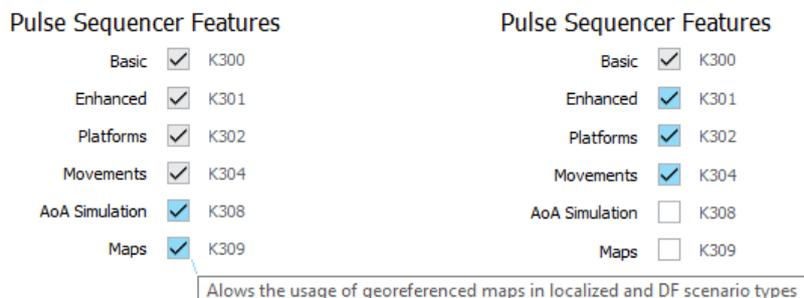 Pulse Sequencer Features
Basic K300
Enhanced K301
Platforms K302
Movements K304
AoA Simulation K308
Maps K309
Alows the usage of georeferenced maps in localized and DF scenario types
Pulse Sequencer Features
Basic K300
Enhanced K301
Platforms K302
Movements K304
AoA Simulation K308
Maps K309